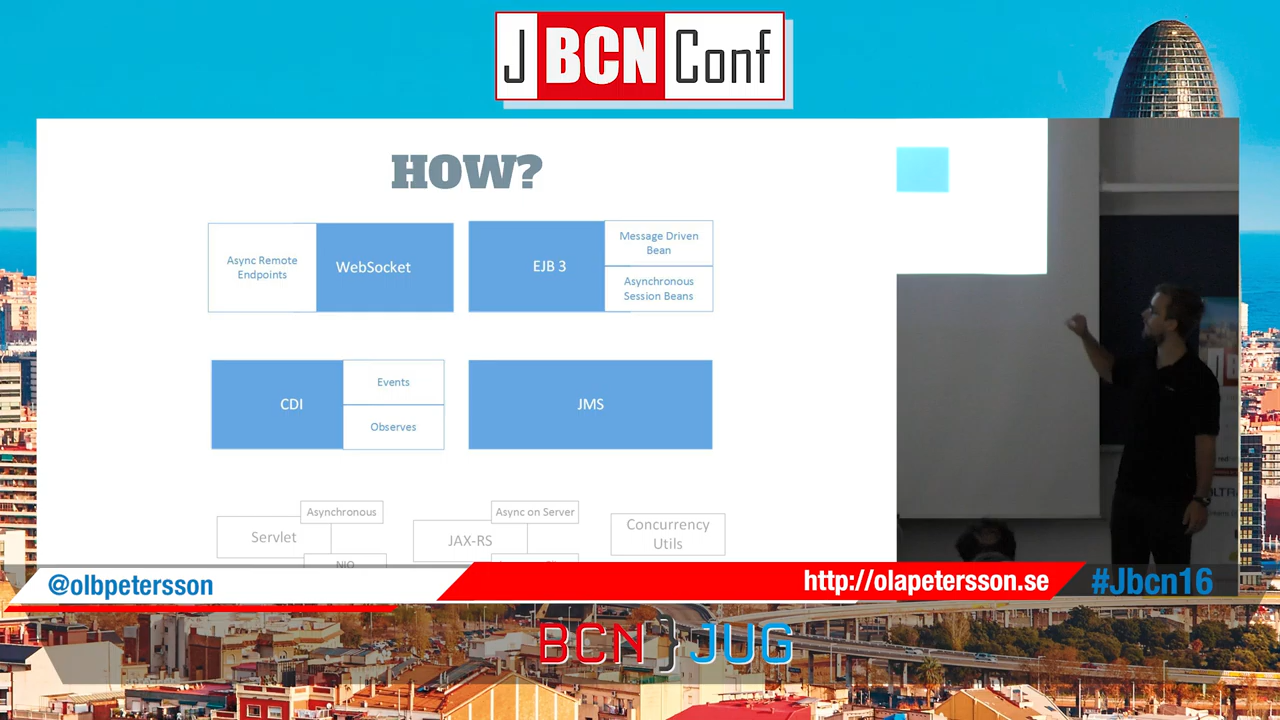 J BCN Conf
HOW?
Async Remote
Endpoints
WebSocket
EJB 3
Message Driven
Bean
Asynchronous
Session Beans
CDI
Events
Observes
JMS
Asynchronous
Servlet
NIO
Async on Server
JAX-RS
Concurrency
Utils
@olbpetersson
http://olapetersson.se
#Jbcn16
BCN JUG